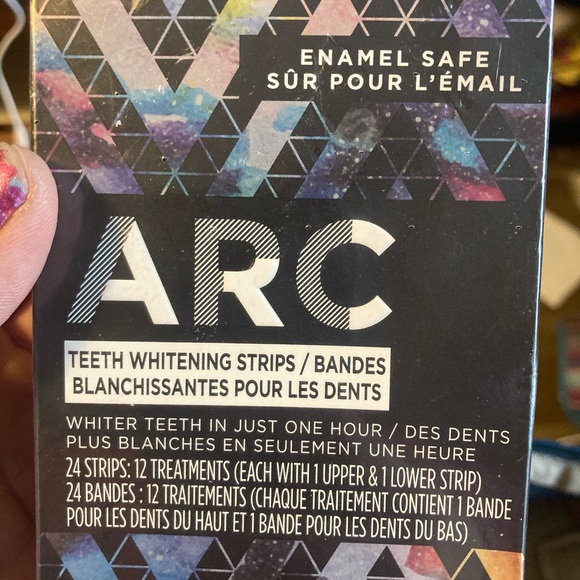 ENAMEL SAFE
SÛR POUR L'ÉMAIL
ARC
TEETH WHITENING STRIPS / BANDES
BLANCHISSANTES POUR LES DENTS
WHITER TEETH IN JUST ONE HOUR / DES DENTS
PLUS BLANCHES EN SEULEMENT UNE HEURE
24 STRIPS: 12 TREATMENTS (EACH WITH 1 UPPER & 1 LOWER STRIP)
24 BANDES : 12 TRAITEMENTS (CHAQUE TRAITEMENT CONTIENT 1 BANDE
POUR LES DENTS DU HAUT ET 1 BANDE POUR LES DENTS DU BAS)